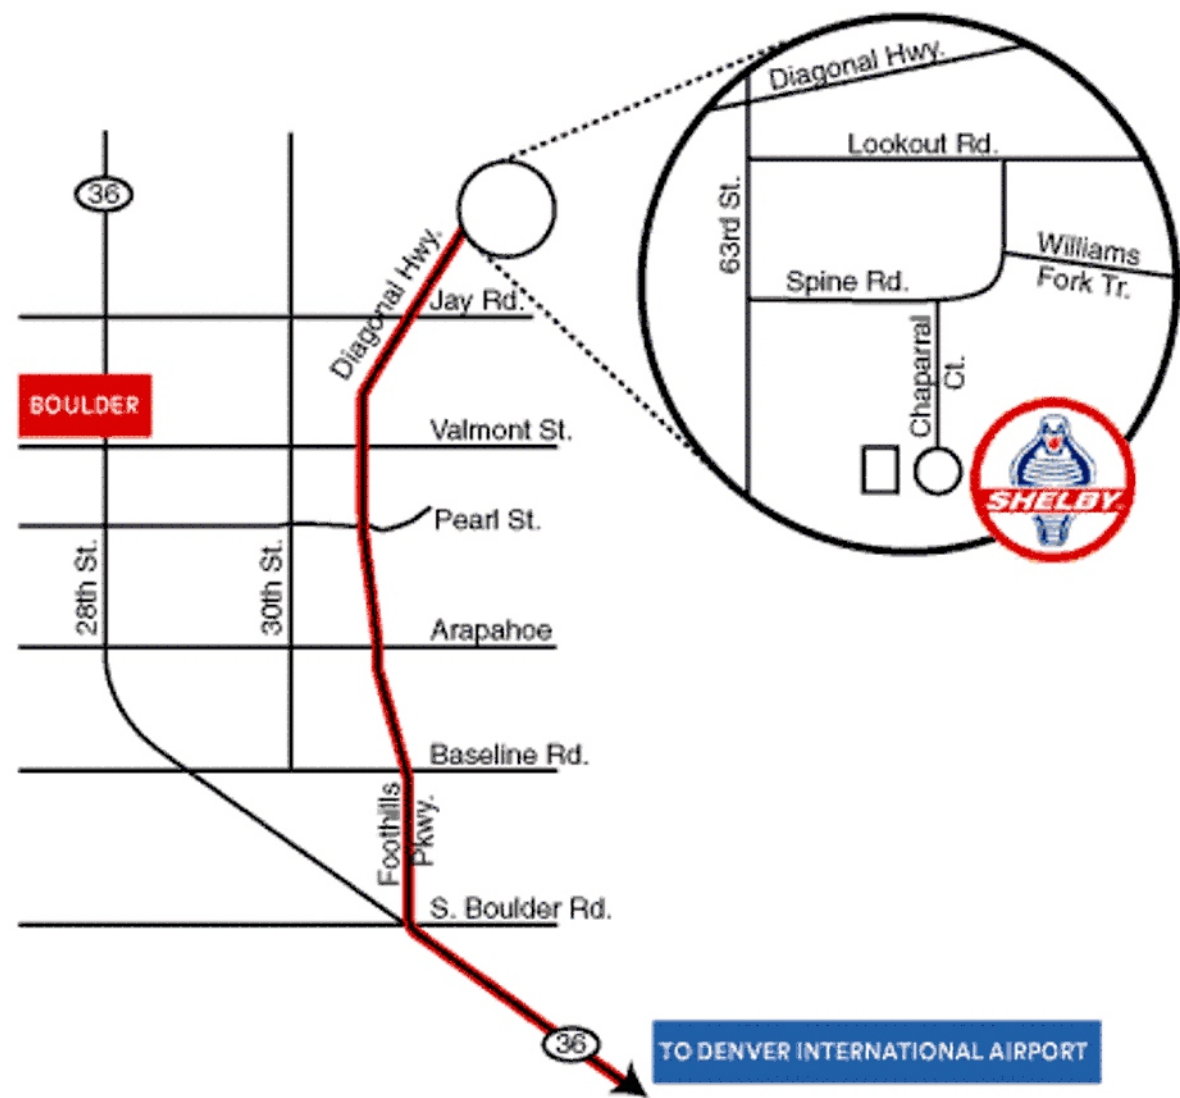 Diagonal Hwy.
Lookout Rd.
63rd St.
Williams
Fork Tr.
Spine Rd.
Chaparral
Ct.
SHELBY
36
Diagonal Hwy.
Jay Rd.
BOULDER
Valmont St.
Pearl St.
28th St.
30th St.
Arapahoe
Baseline Rd.
Foothills
Pkwy.
S. Boulder Rd.
36
TO DENVER INTERNATIONAL AIRPORT